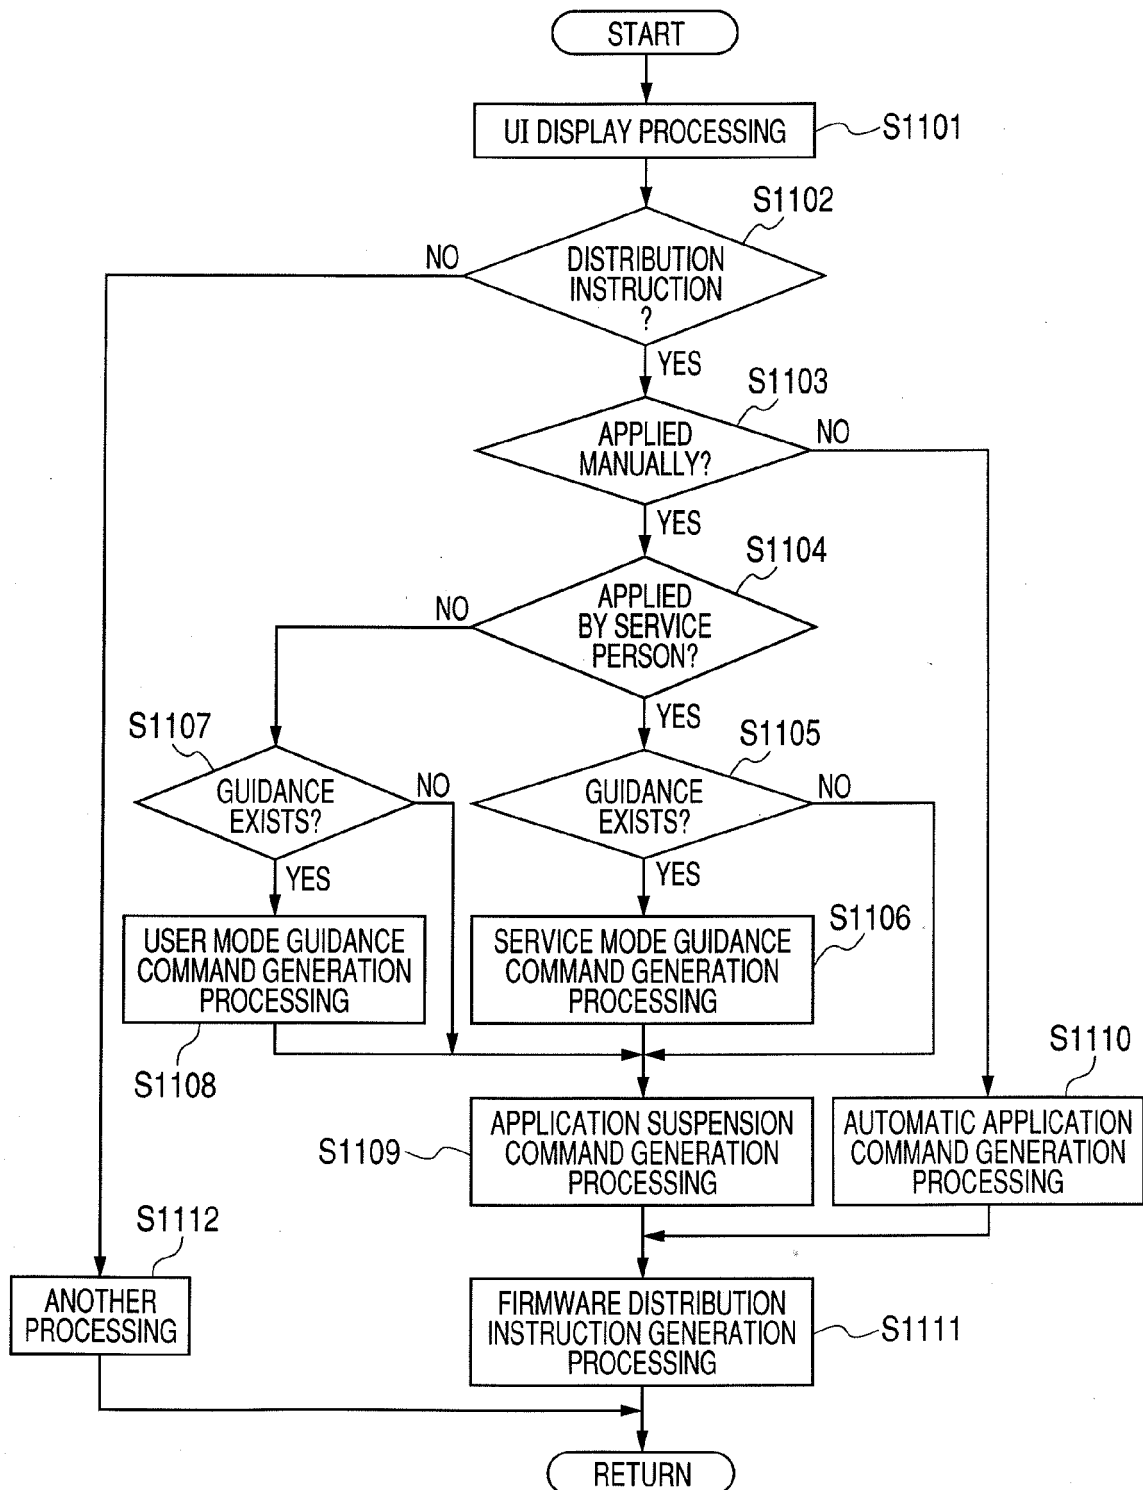 START
UI DISPLAY PROCESSING
S1101
S1102
NO
DISTRIBUTION
INSTRUCTION
?
YES
S1103
APPLIED
MANUALLY?
NO
YES
S1104
NO
APPLIED
BY SERVICE
PERSON?
YES
S1107
GUIDANCE
EXISTS?
NO
YES
S1105
GUIDANCE
EXISTS?
NO
YES
USER MODE GUIDANCE
COMMAND GENERATION
PROCESSING
S1108
SERVICE MODE GUIDANCE
COMMAND GENERATION
PROCESSING
S1106
S1109
APPLICATION SUSPENSION
COMMAND GENERATION
PROCESSING
S1110
AUTOMATIC APPLICATION
COMMAND GENERATION
PROCESSING
S1112
ANOTHER
PROCESSING
FIRMWARE DISTRIBUTION
INSTRUCTION GENERATION
PROCESSING
S1111
RETURN